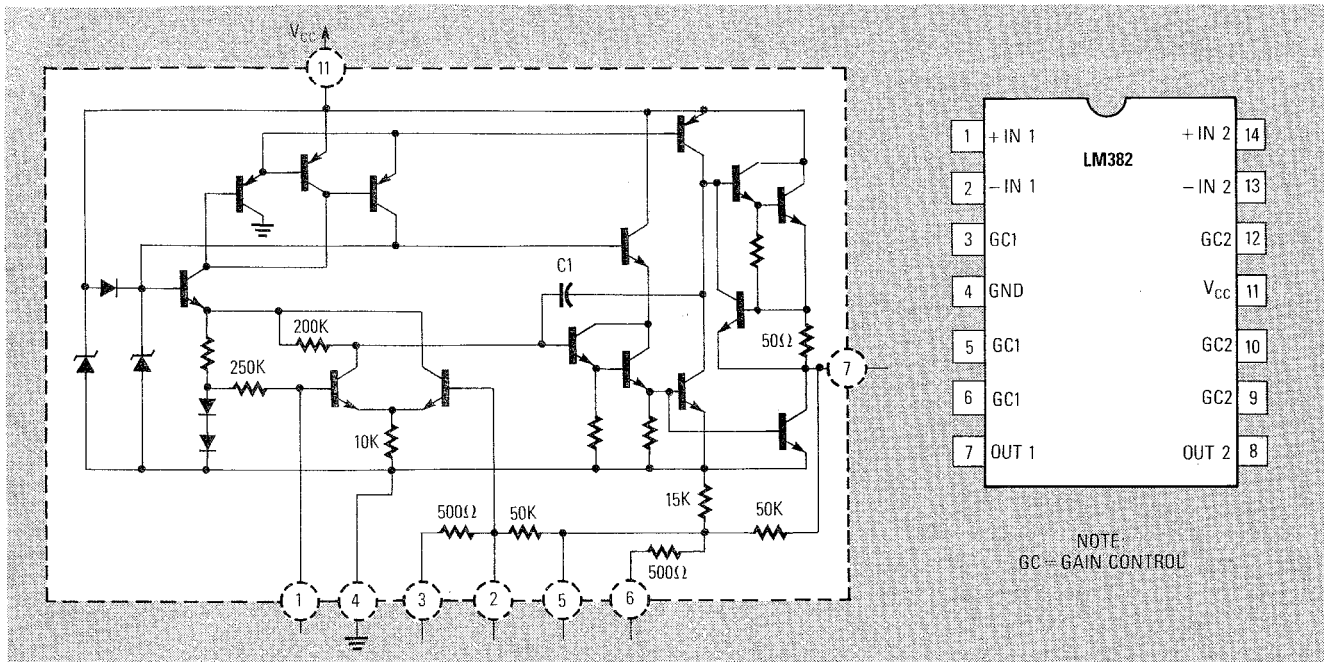 VCC
11
C1
200K
250K
50Ω
7
10K
15K
500Ω
50K
50K
500Ω
1
4
3
2
5
6
LM382
1 +IN 1
+IN 2 14
2 -IN 1
-IN 2 13
3 GC1
GC2 12
4 GND
VCC 11
5 GC1
GC2 10
6 GC1
GC2 9
7 OUT 1
OUT 2 8
NOTE:
GC-GAIN CONTROL